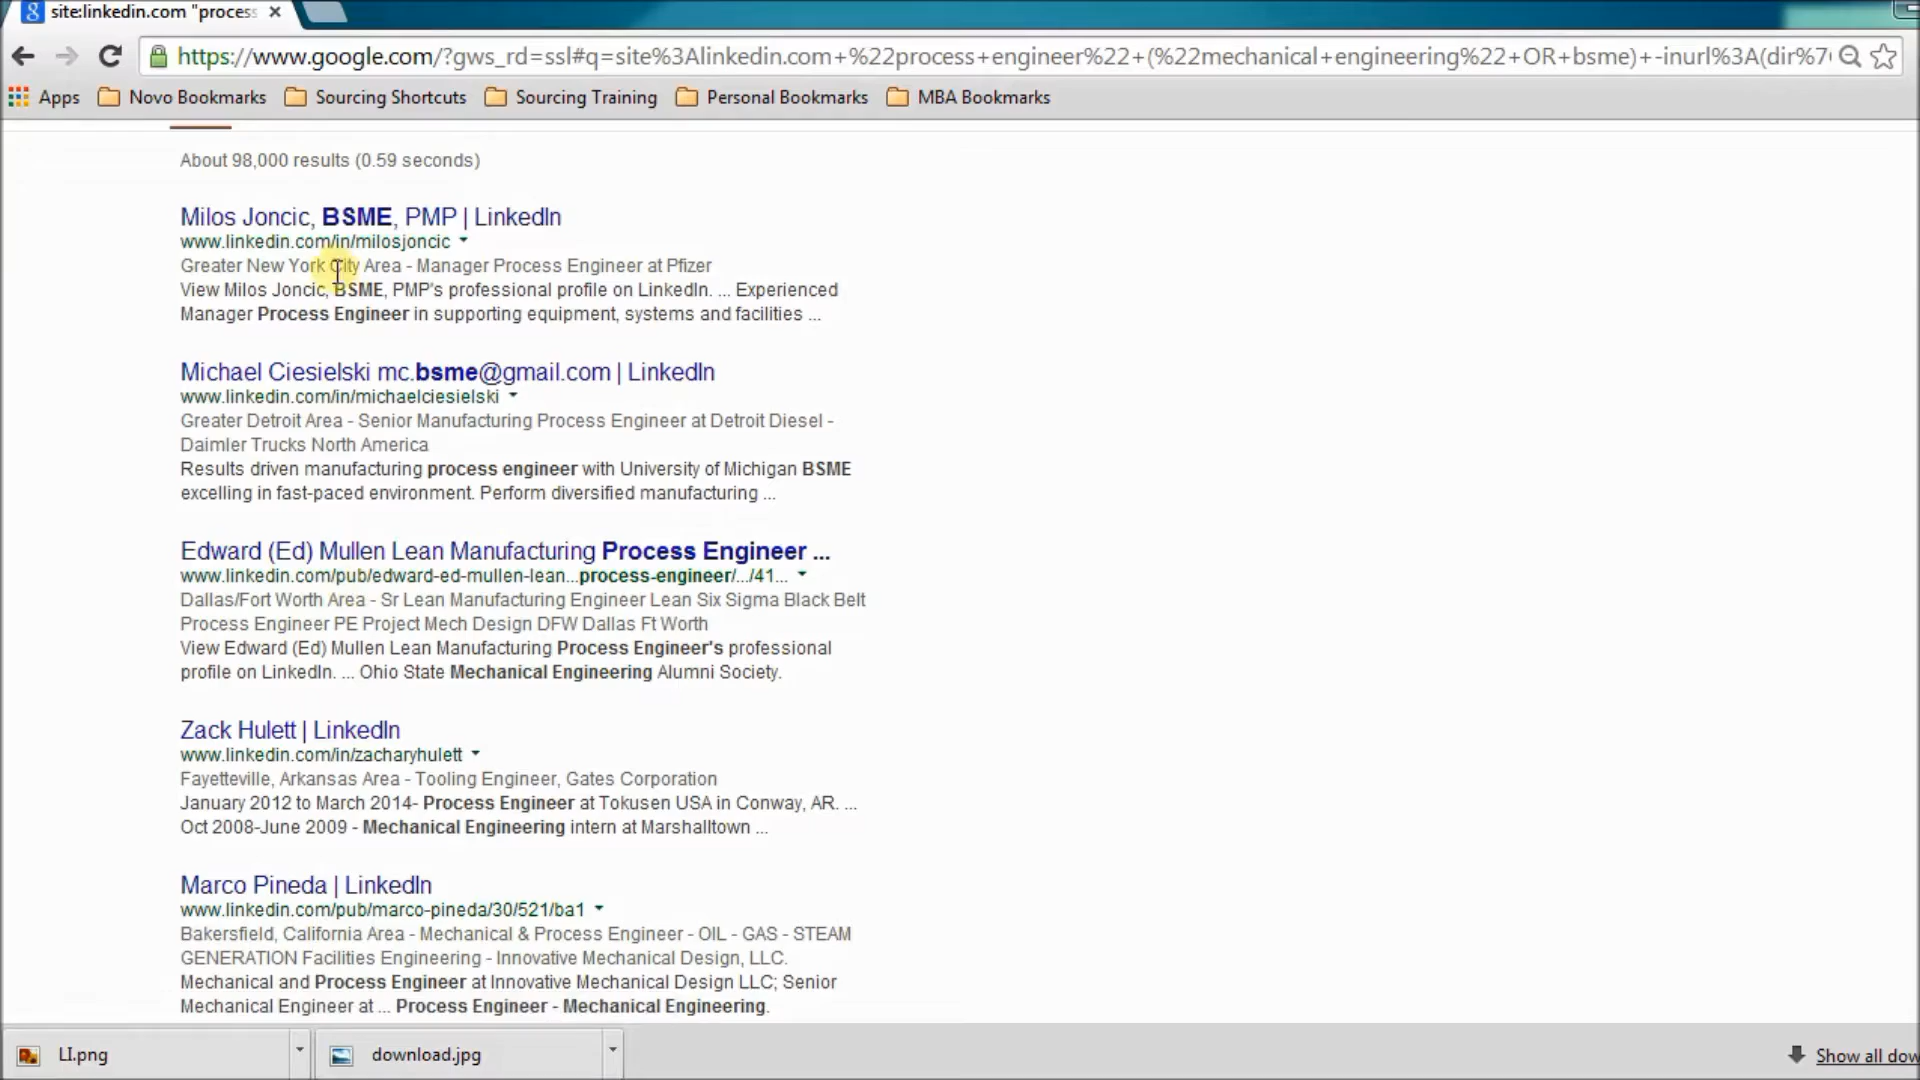 site:linkedin.com "process
https://www.google.com/?gws_rd=ssl#q=site%3Alinkedin.com+%22process+engineer%22+(%22mechanical+engineering%22+OR+bsme)+-inurl%3A(dir%7
Apps Novo Bookmarks Sourcing Shortcuts Sourcing Training Personal Bookmarks MBA Bookmarks
About 98,000 results (0.59 seconds)
Milos Joncic, BSME, PMP | LinkedIn
www.linkedin.com/in/milosjoncic
Greater New York City Area - Manager Process Engineer at Pfizer
View Milos Joncic, BSME, PMP's professional profile on LinkedIn. ... Experienced
Manager Process Engineer in supporting equipment, systems and facilities ...
Michael Ciesielski mc.bsme@gmail.com | LinkedIn
www.linkedin.com/in/michaelciesielski
Greater Detroit Area - Senior Manufacturing Process Engineer at Detroit Diesel -
Daimler Trucks North America
Results driven manufacturing process engineer with University of Michigan BSME
excelling in fast-paced environment. Perform diversified manufacturing ...
Edward (Ed) Mullen Lean Manufacturing Process Engineer ...
www.linkedin.com/pub/edward-ed-mullen-lean...process-engineer/.../41...
Dallas/Fort Worth Area - Sr Lean Manufacturing Engineer Lean Six Sigma Black Belt
Process Engineer PE Project Mech Design DFW Dallas Ft Worth
View Edward (Ed) Mullen Lean Manufacturing Process Engineer's professional
profile on LinkedIn. ... Ohio State Mechanical Engineering Alumni Society.
Zack Hulett | LinkedIn
www.linkedin.com/in/zacharyhulett
Fayetteville, Arkansas Area - Tooling Engineer, Gates Corporation
January 2012 to March 2014- Process Engineer at Tokusen USA in Conway, AR. ...
Oct 2008-June 2009 - Mechanical Engineering intern at Marshalltown ...
Marco Pineda | LinkedIn
www.linkedin.com/pub/marco-pineda/30/521/ba1
Bakersfield, California Area - Mechanical & Process Engineer - OIL - GAS - STEAM
GENERATION Facilities Engineering - Innovative Mechanical Design, LLC.
Mechanical and Process Engineer at Innovative Mechanical Design LLC; Senior
Mechanical Engineer at ... Process Engineer - Mechanical Engineering.
LI.png download.jpg Show all dow